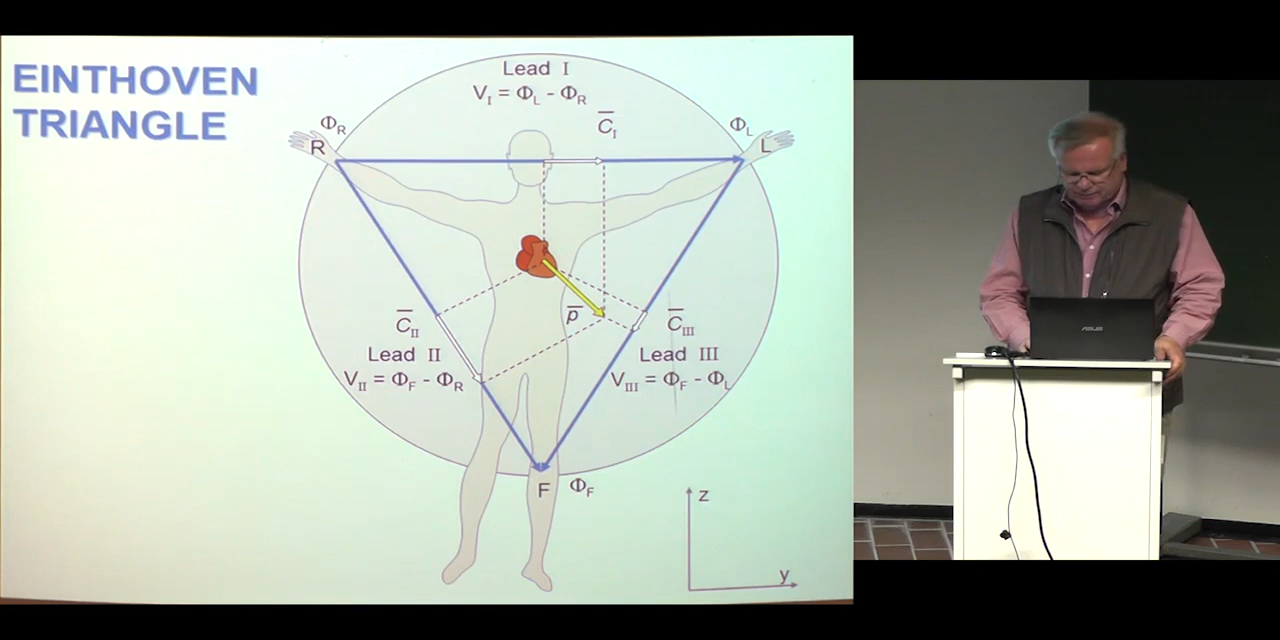 EINTHOVEN
TRIANGLE
Lead I
V_I = Φ_L - Φ_R
C̅_I
Φ_R
R
Φ_L
L
C̅_II
Lead II
V_II = Φ_F - Φ_R
p̅
C̅_III
Lead III
V_III = Φ_F - Φ_L
F
Φ_F
z
y
ASUS